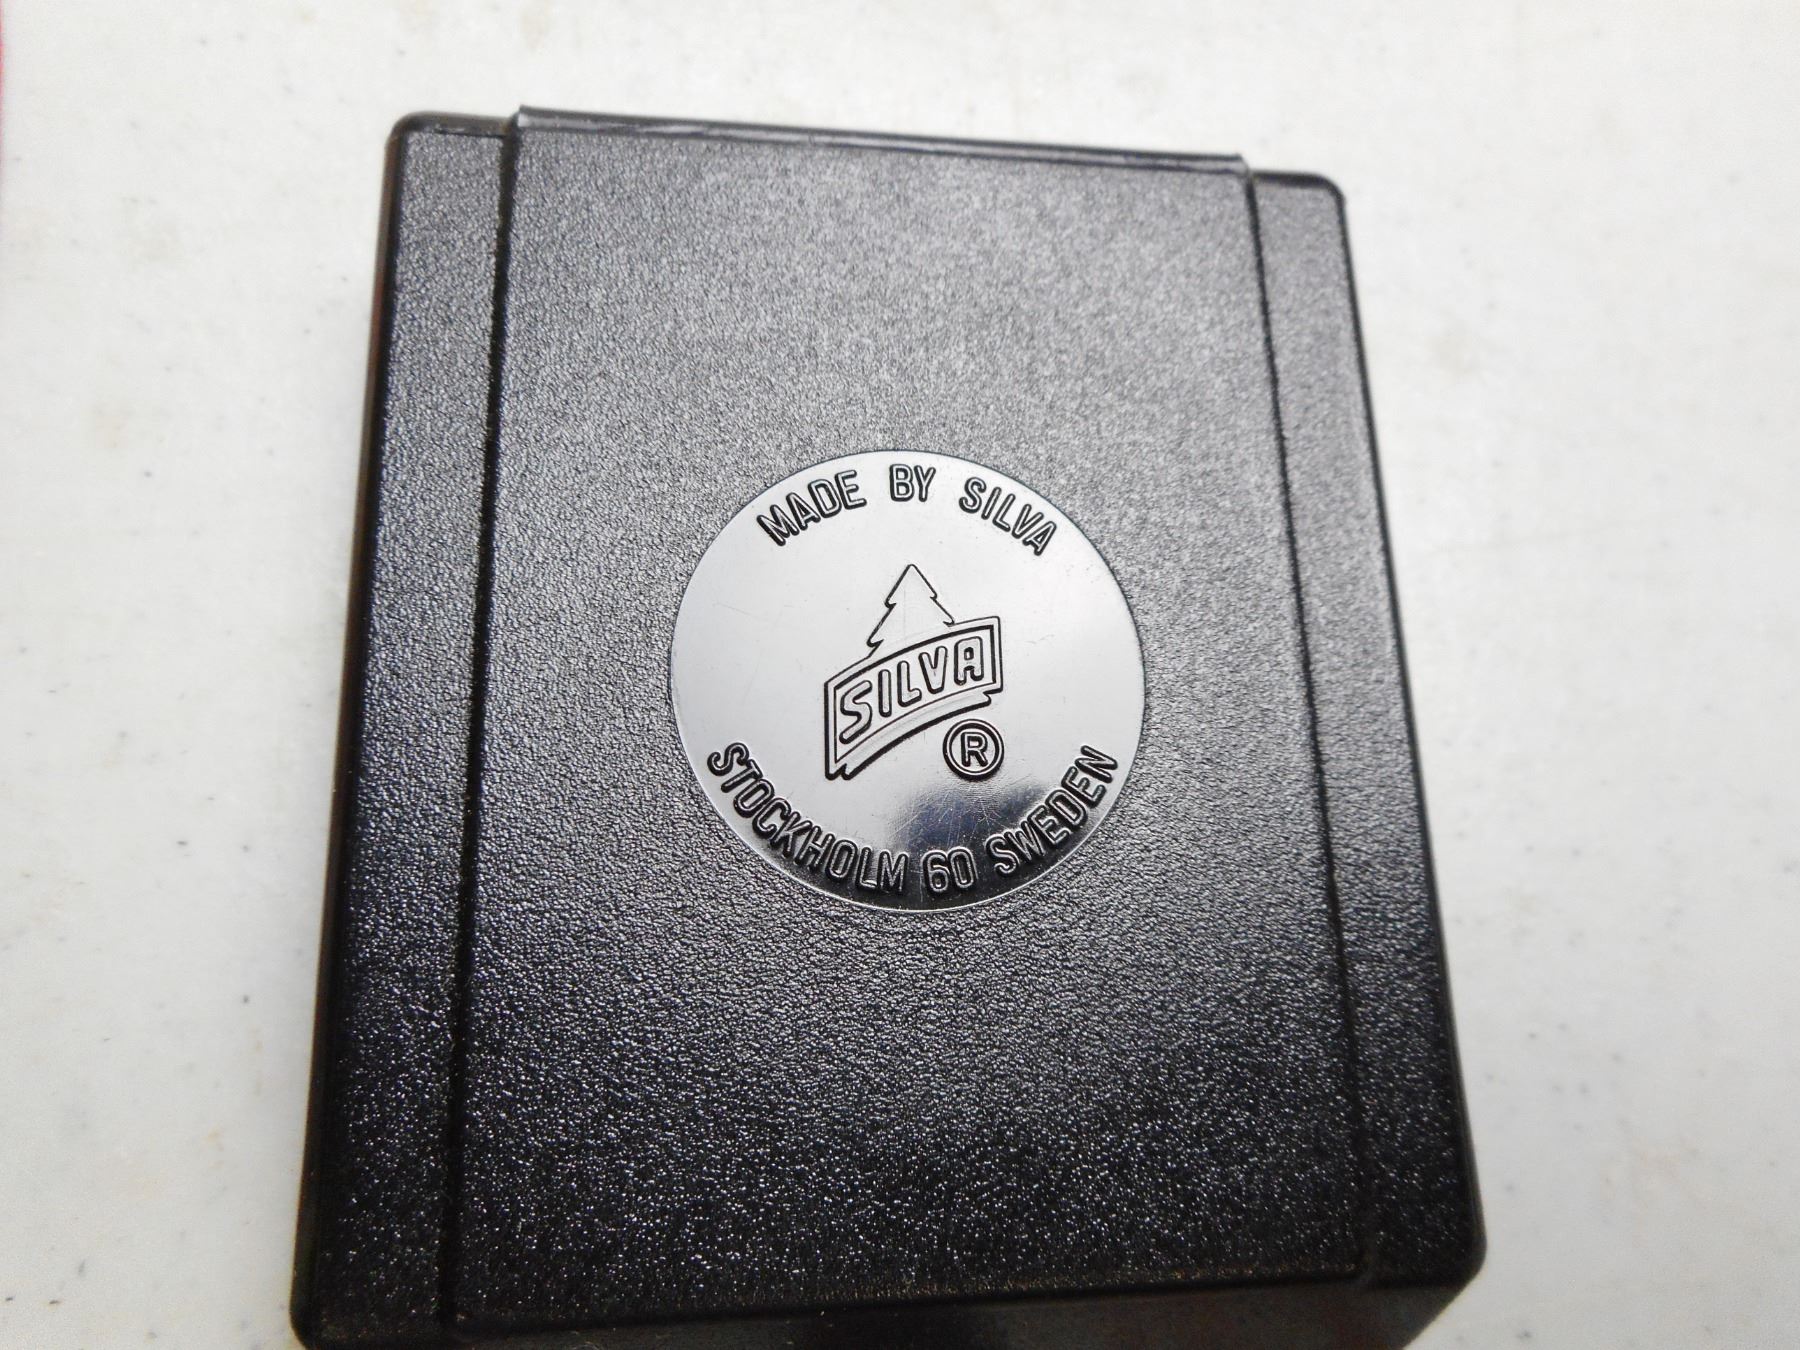 MADE BY SILVA
SILVA
®
STOCKHOLM 60 SWEDEN